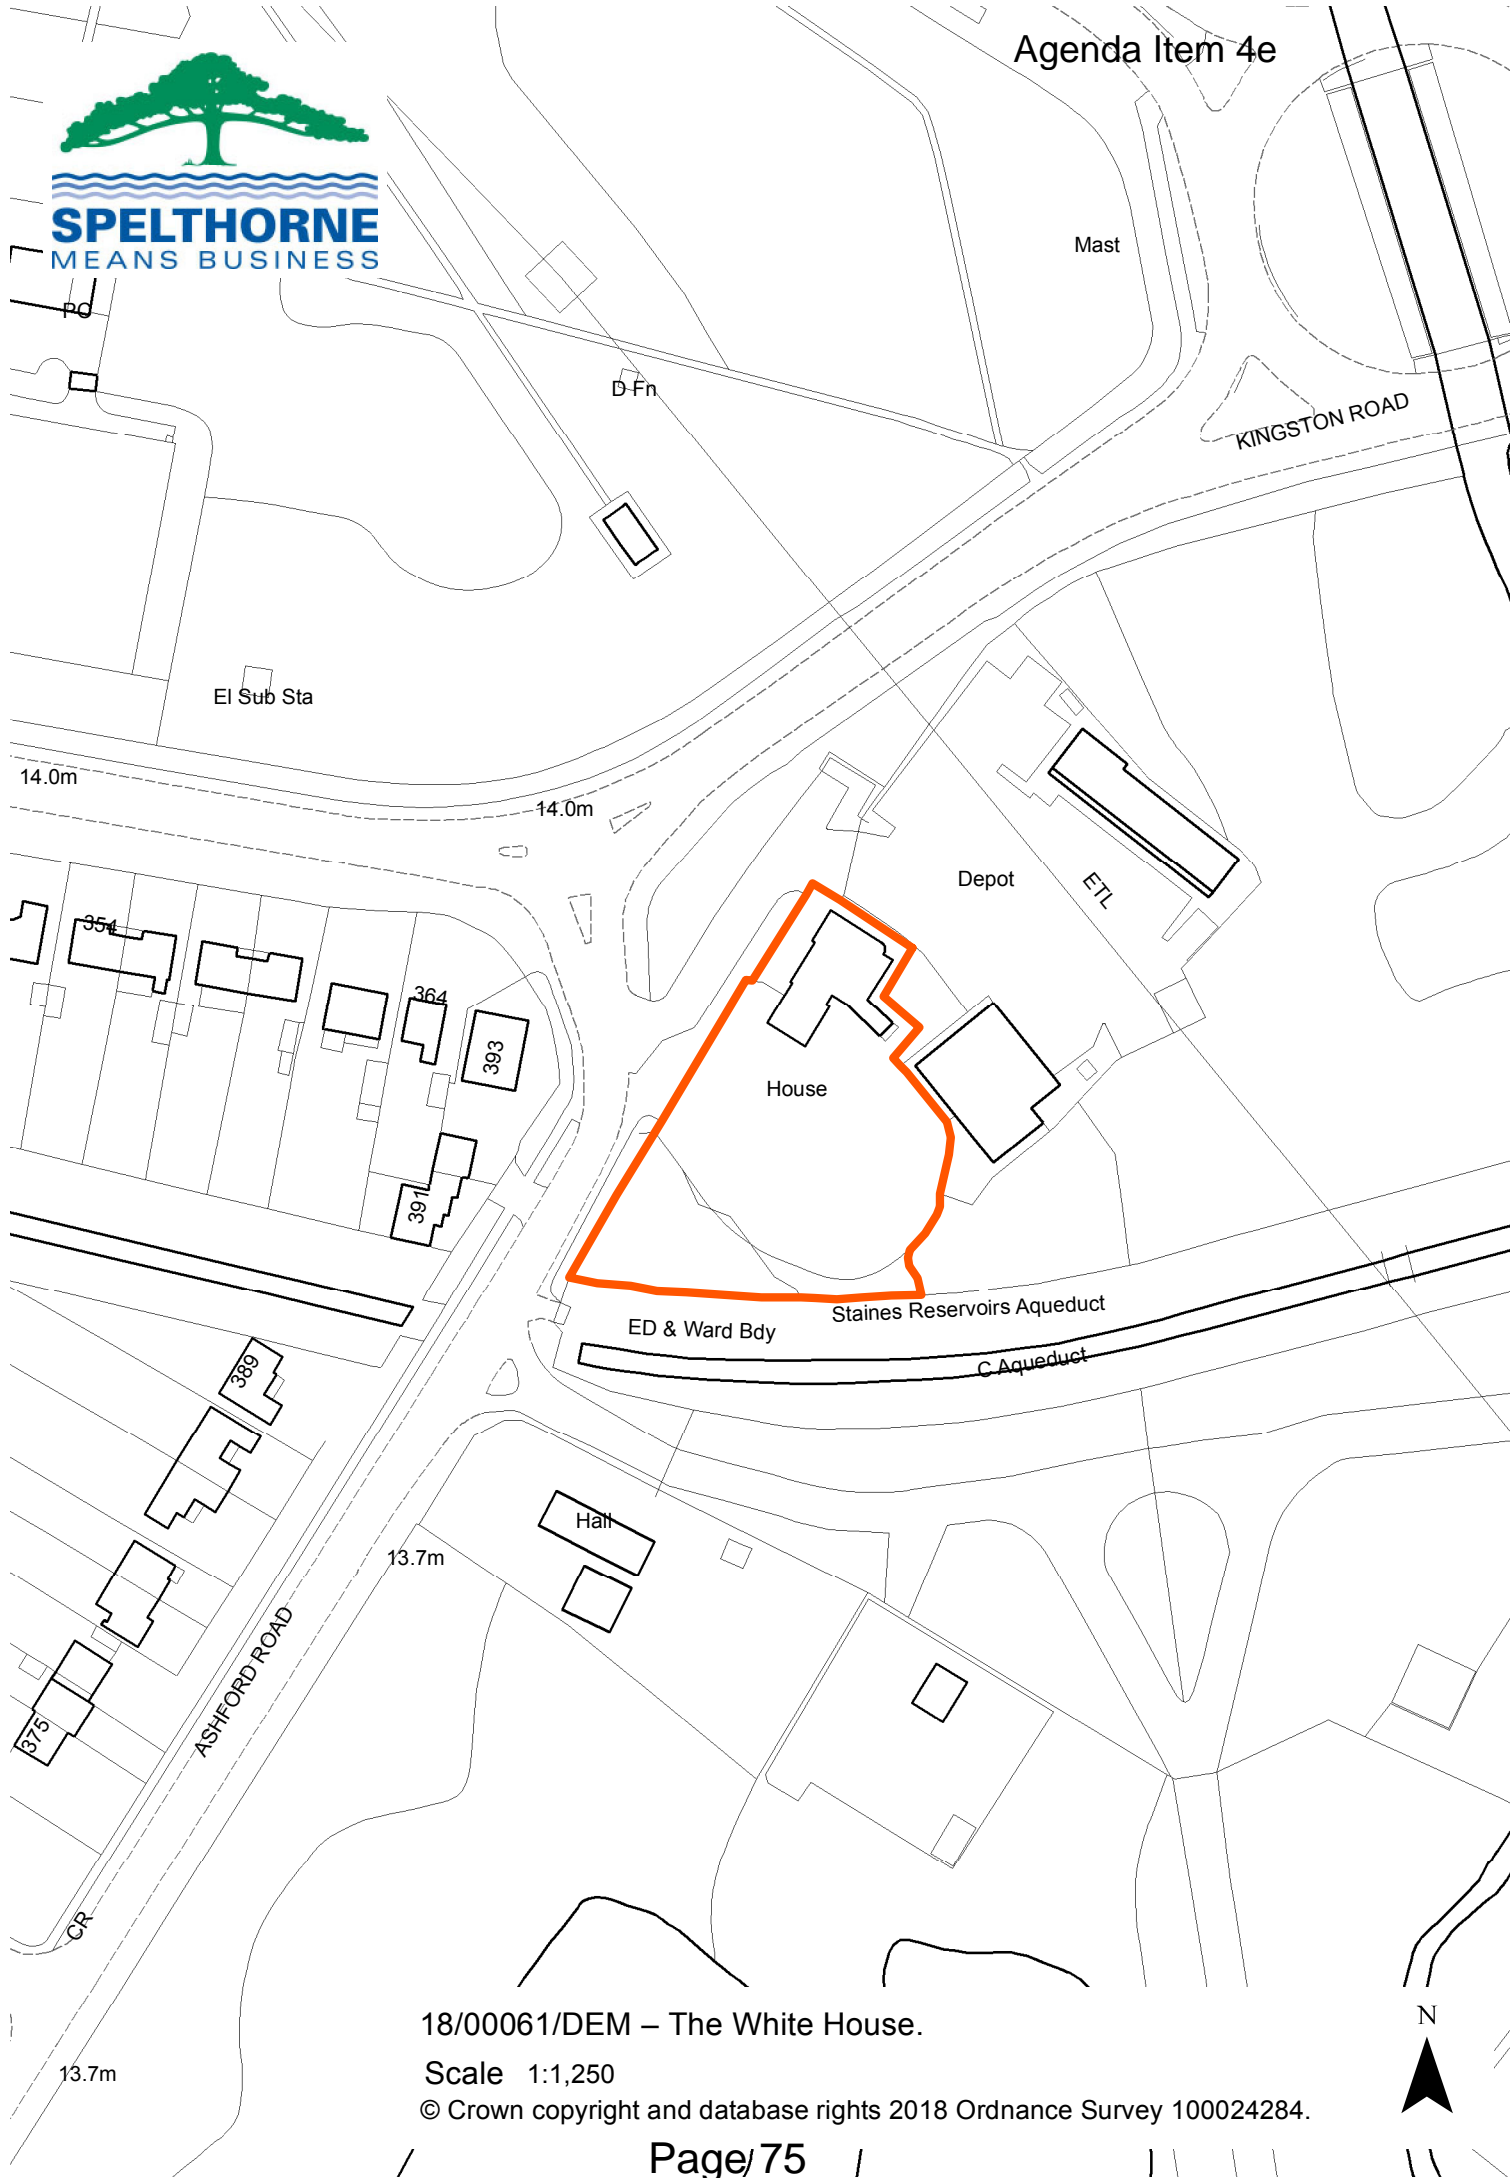 Agenda Item 4e
SPELTHORNE
MEANS BUSINESS
Mast
PO
D Fn
KINGSTON ROAD
El Sub Sta
14.0m
14.0m
Depot
ETL
354
364
393
House
391
Staines Reservoirs Aqueduct
ED & Ward Bdy
C Aqueduct
389
Hall
13.7m
ASHFORD ROAD
375
CR
18/00061/DEM – The White House.
N
Scale 1:1,250
13.7m
© Crown copyright and database rights 2018 Ordnance Survey 100024284.
Page 75